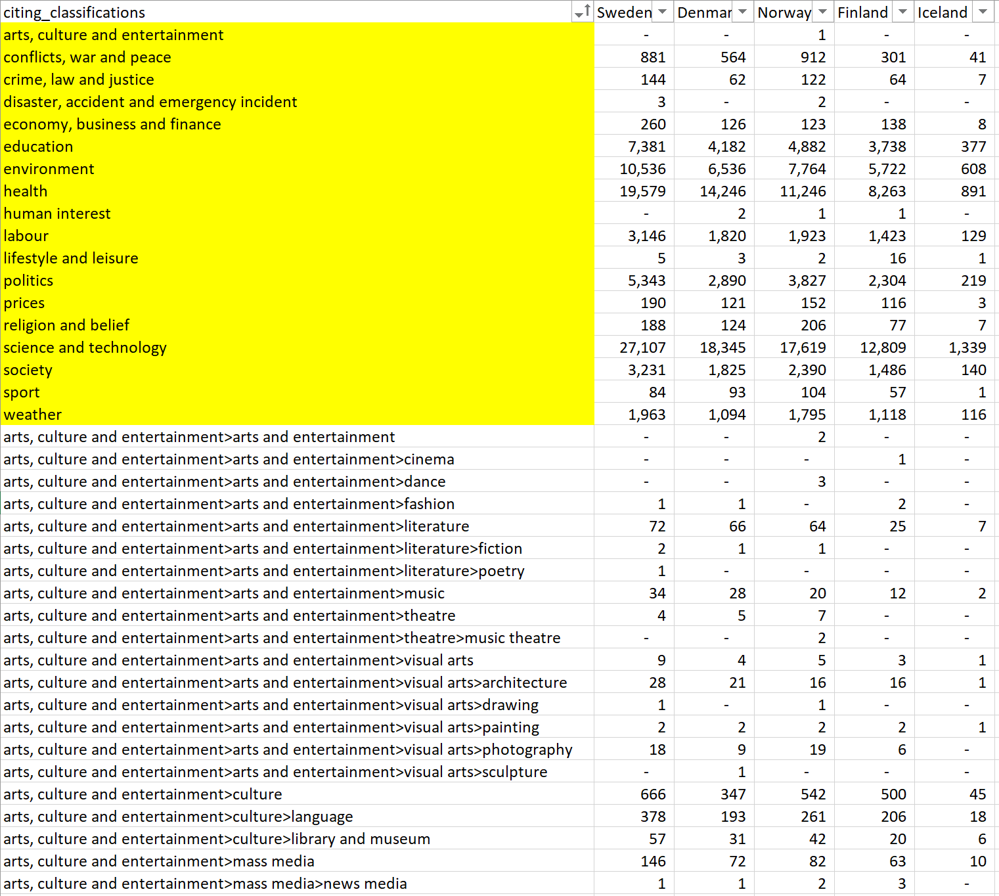 citing_classifications Sweden Denmar Norway Finland Iceland
arts, culture and entertainment - - 1 - -
conflicts, war and peace 881 564 912 301 41
crime, law and justice 144 62 122 64 7
disaster, accident and emergency incident 3 - 2 - -
economy, business and finance 260 126 123 138 8
education 7,381 4,182 4,882 3,738 377
environment 10,536 6,536 7,764 5,722 608
health 19,579 14,246 11,246 8,263 891
human interest - 2 1 1 -
labour 3,146 1,820 1,923 1,423 129
lifestyle and leisure 5 3 2 16 1
politics 5,343 2,890 3,827 2,304 219
prices 190 121 152 116 3
religion and belief 188 124 206 77 7
science and technology 27,107 18,345 17,619 12,809 1,339
society 3,231 1,825 2,390 1,486 140
sport 84 93 104 57 1
weather 1,963 1,094 1,795 1,118 116
arts, culture and entertainment>arts and entertainment - - 2 - -
arts, culture and entertainment>arts and entertainment>cinema - - - 1 -
arts, culture and entertainment>arts and entertainment>dance - - 3 - -
arts, culture and entertainment>arts and entertainment>fashion 1 1 - 2 -
arts, culture and entertainment>arts and entertainment>literature 72 66 64 25 7
arts, culture and entertainment>arts and entertainment>literature>fiction 2 1 1 - -
arts, culture and entertainment>arts and entertainment>literature>poetry 1 - - - -
arts, culture and entertainment>arts and entertainment>music 34 28 20 12 2
arts, culture and entertainment>arts and entertainment>theatre 4 5 7 - -
arts, culture and entertainment>arts and entertainment>theatre>music theatre - - 2 - -
arts, culture and entertainment>arts and entertainment>visual arts 9 4 5 3 1
arts, culture and entertainment>arts and entertainment>visual arts>architecture 28 21 16 16 1
arts, culture and entertainment>arts and entertainment>visual arts>drawing 1 - 1 - -
arts, culture and entertainment>arts and entertainment>visual arts>painting 2 2 2 2 1
arts, culture and entertainment>arts and entertainment>visual arts>photography 18 9 19 6 -
arts, culture and entertainment>arts and entertainment>visual arts>sculpture - 1 - - -
arts, culture and entertainment>culture 666 347 542 500 45
arts, culture and entertainment>culture>language 378 193 261 206 18
arts, culture and entertainment>culture>library and museum 57 31 42 20 6
arts, culture and entertainment>mass media 146 72 82 63 10
arts, culture and entertainment>mass media>news media 1 1 2 3 -